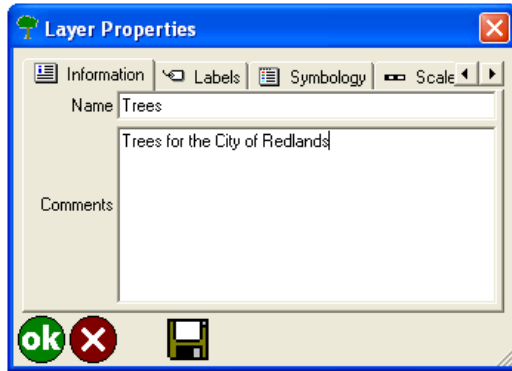 Layer Properties
Information Labels Symbology Scale
Name Trees
Trees for the City of Redlands
Comments
ok